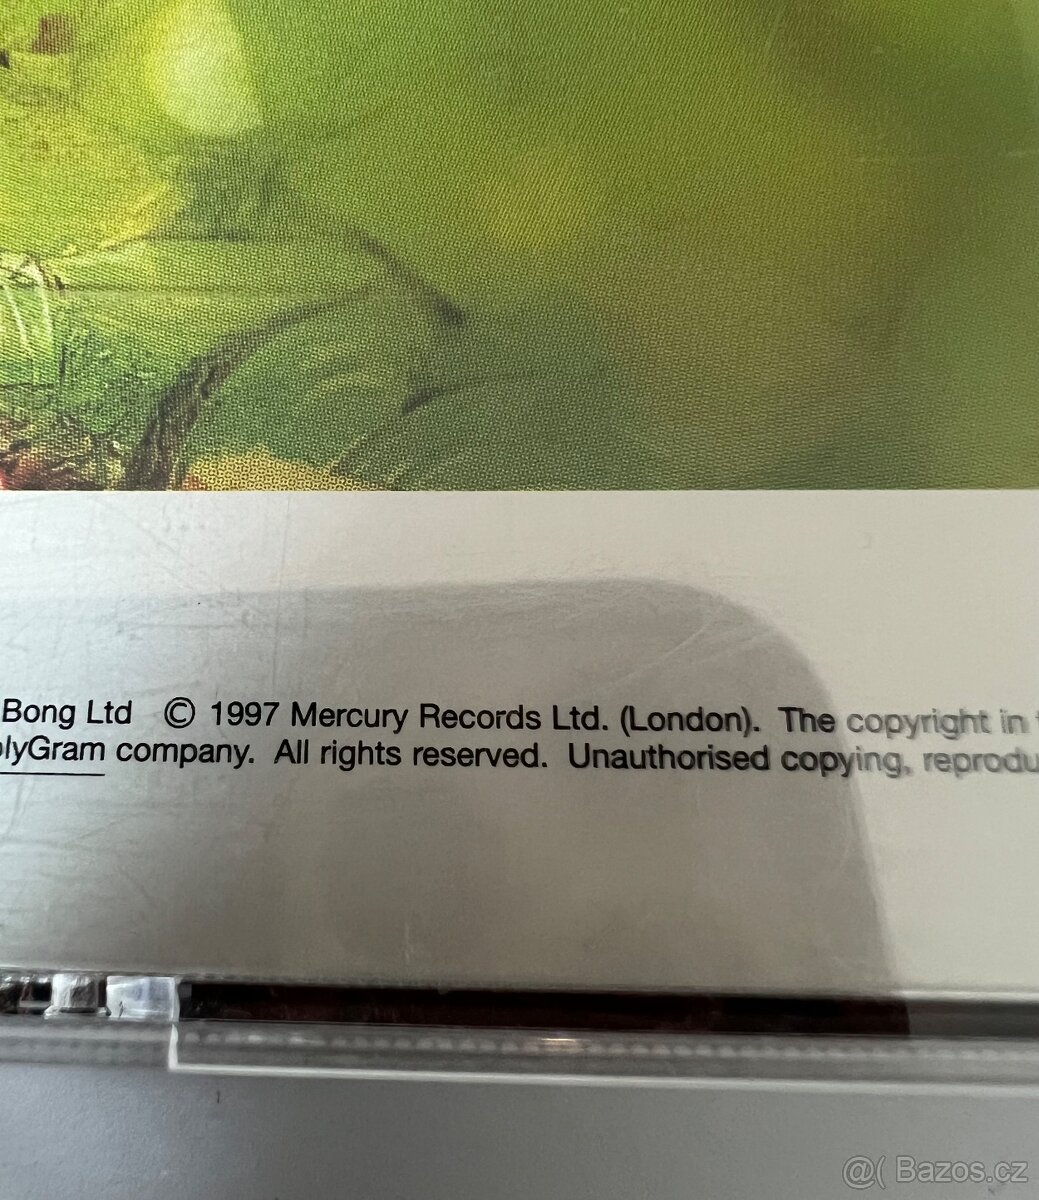 Bong Ltd © 1997 Mercury Records Ltd. (London). The copyright in
lyGram company. All rights reserved. Unauthorised copying, reprodu
@( Bazos.cz